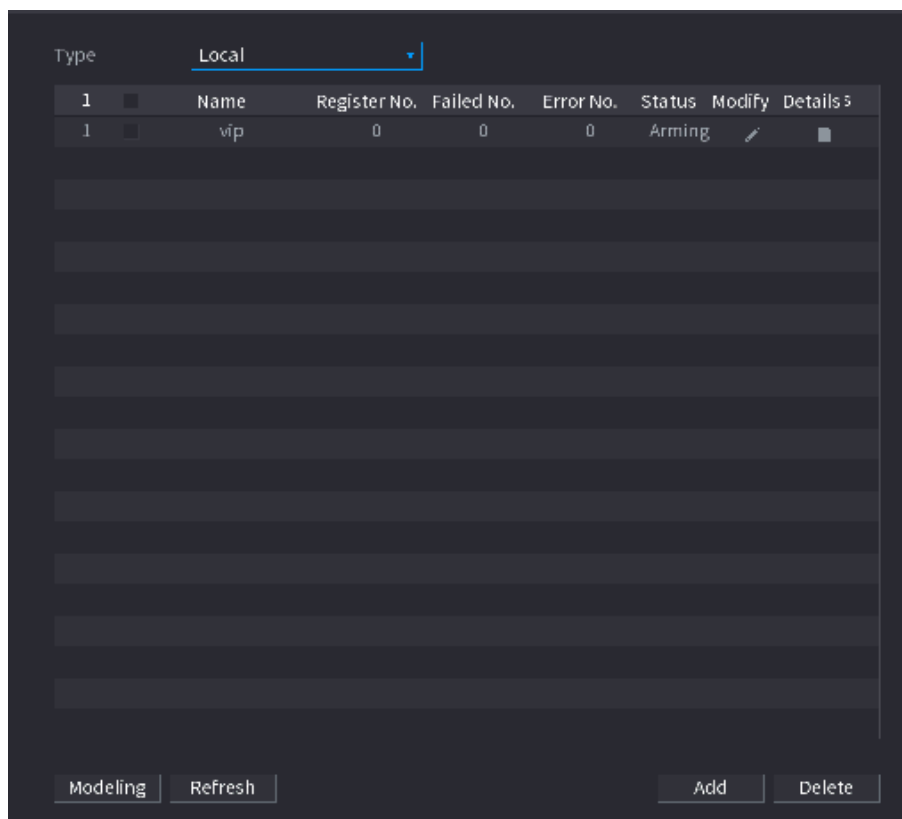 Type Local
1 Name Register No. Failed No. Error No. Status Modify Details
1 vip 0 0 0 Arming
Modeling Refresh Add Delete